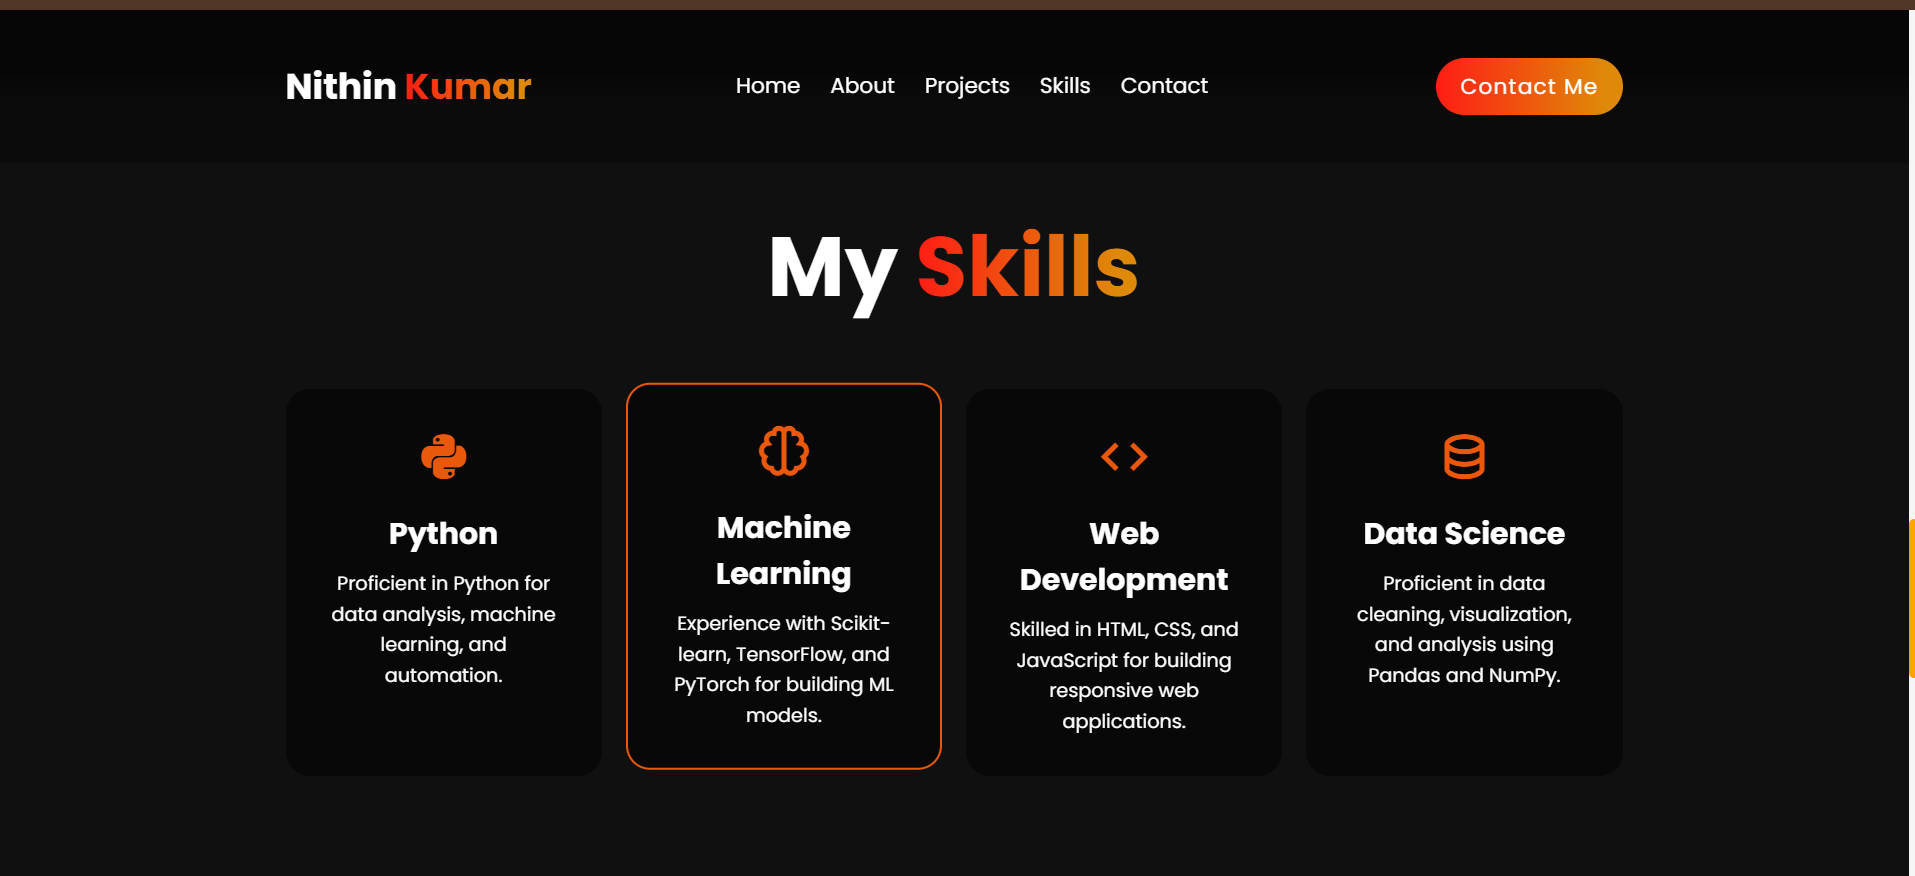 Nithin Kumar
Home About Projects Skills Contact
Contact Me
My Skills
Python
Proficient in Python for
data analysis, machine
learning, and
automation.
Machine
Learning
Experience with Scikit-
learn, TensorFlow, and
PyTorch for building ML
models.
Web
Development
Skilled in HTML, CSS, and
JavaScript for building
responsive web
applications.
Data Science
Proficient in data
cleaning, visualization,
and analysis using
Pandas and NumPy.